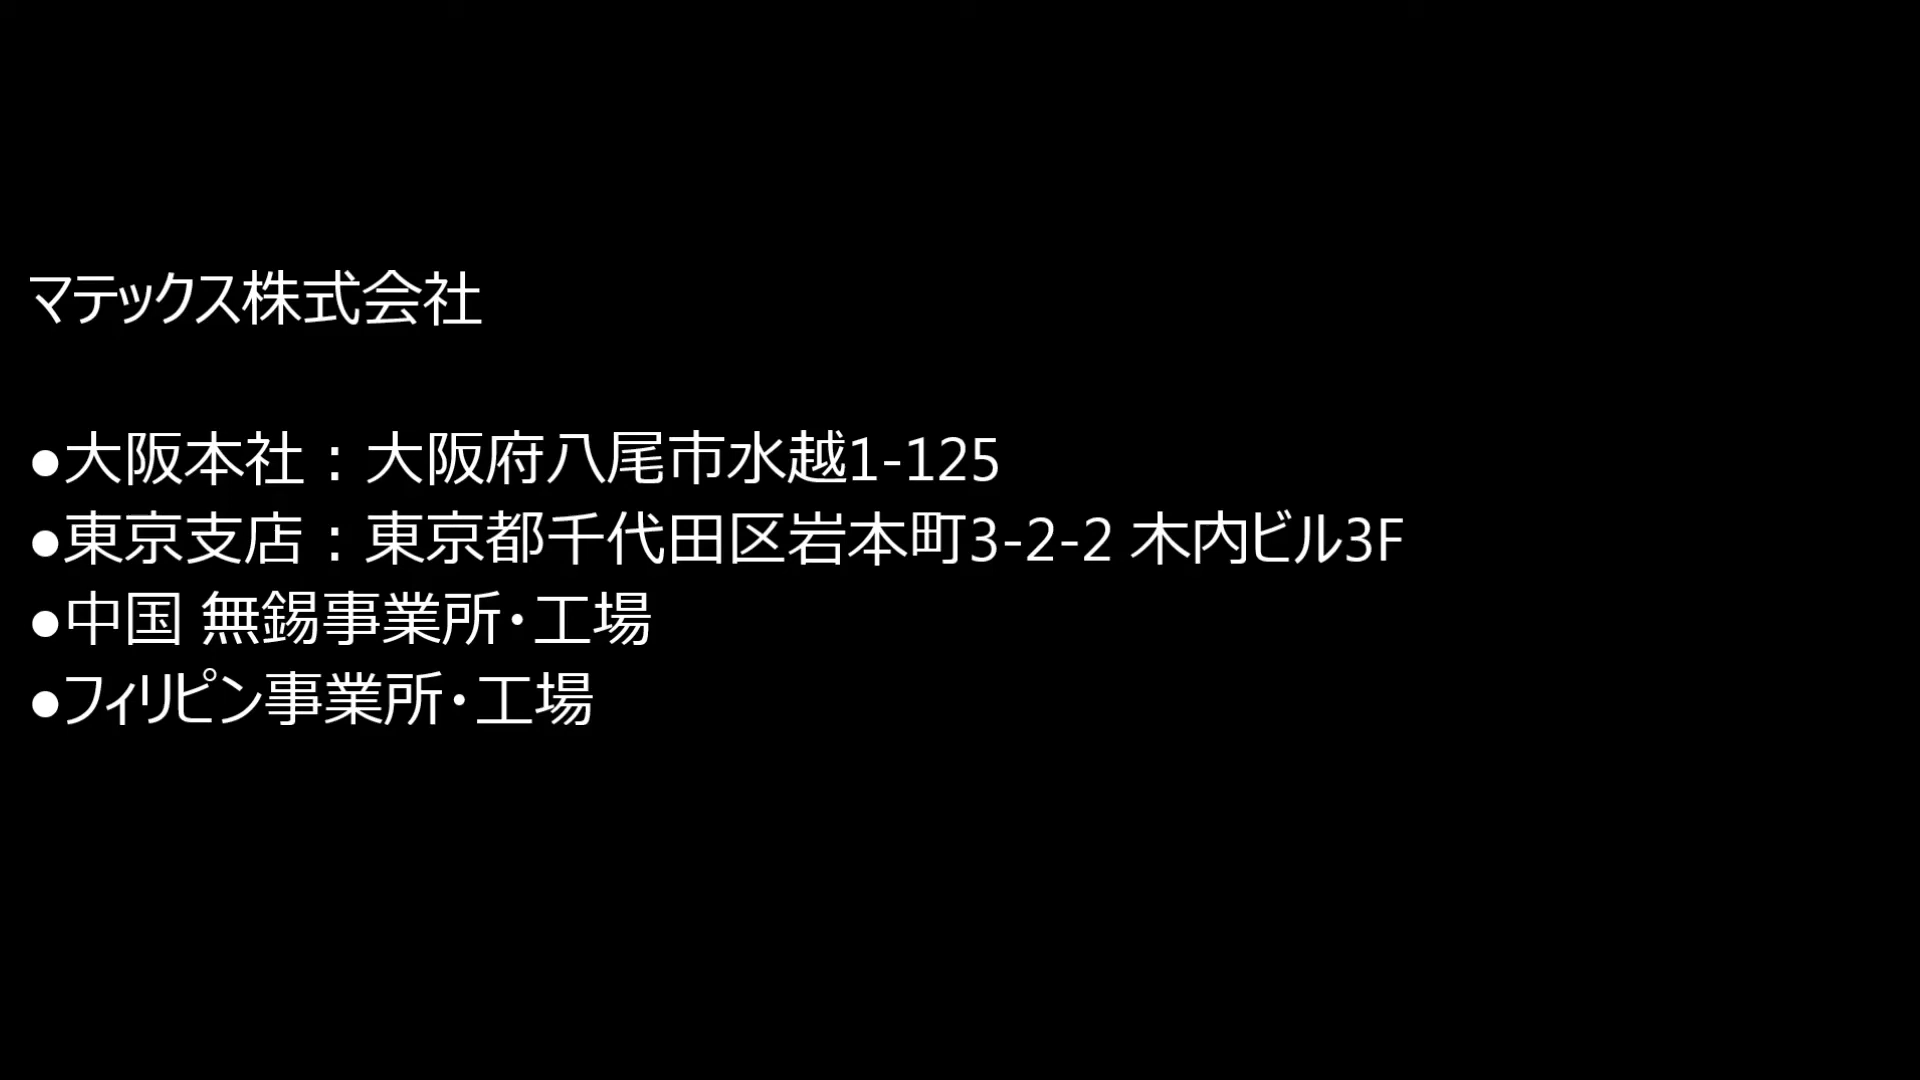 マテックス株式会社
●大阪本社：大阪府八尾市水越1-125
●東京支店：東京都千代田区岩本町3-2-2 木内ビル3F
●中国 無錫事業所・工場
●フィリピン事業所・工場